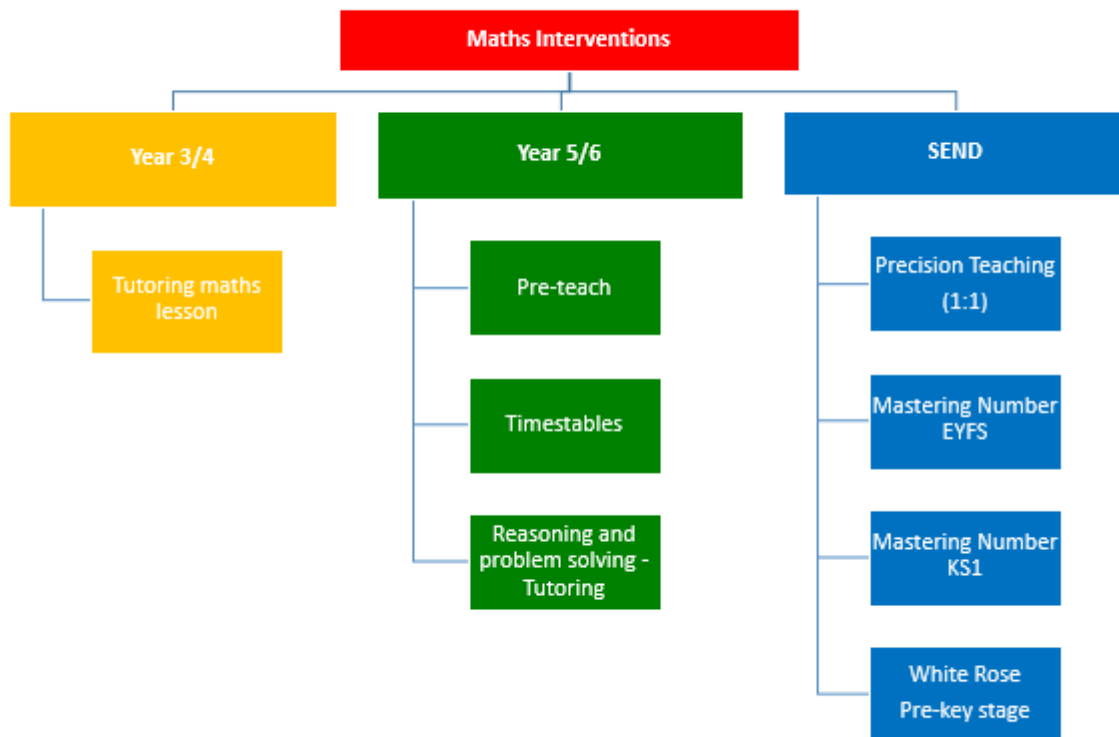 Maths Interventions
Year 3/4
Tutoring maths
lesson
Year 5/6
Pre-teach
Timestables
Reasoning and
problem solving -
Tutoring
SEND
Precision Teaching
(1:1)
Mastering Number
EYFS
Mastering Number
KS1
White Rose
Pre-key stage